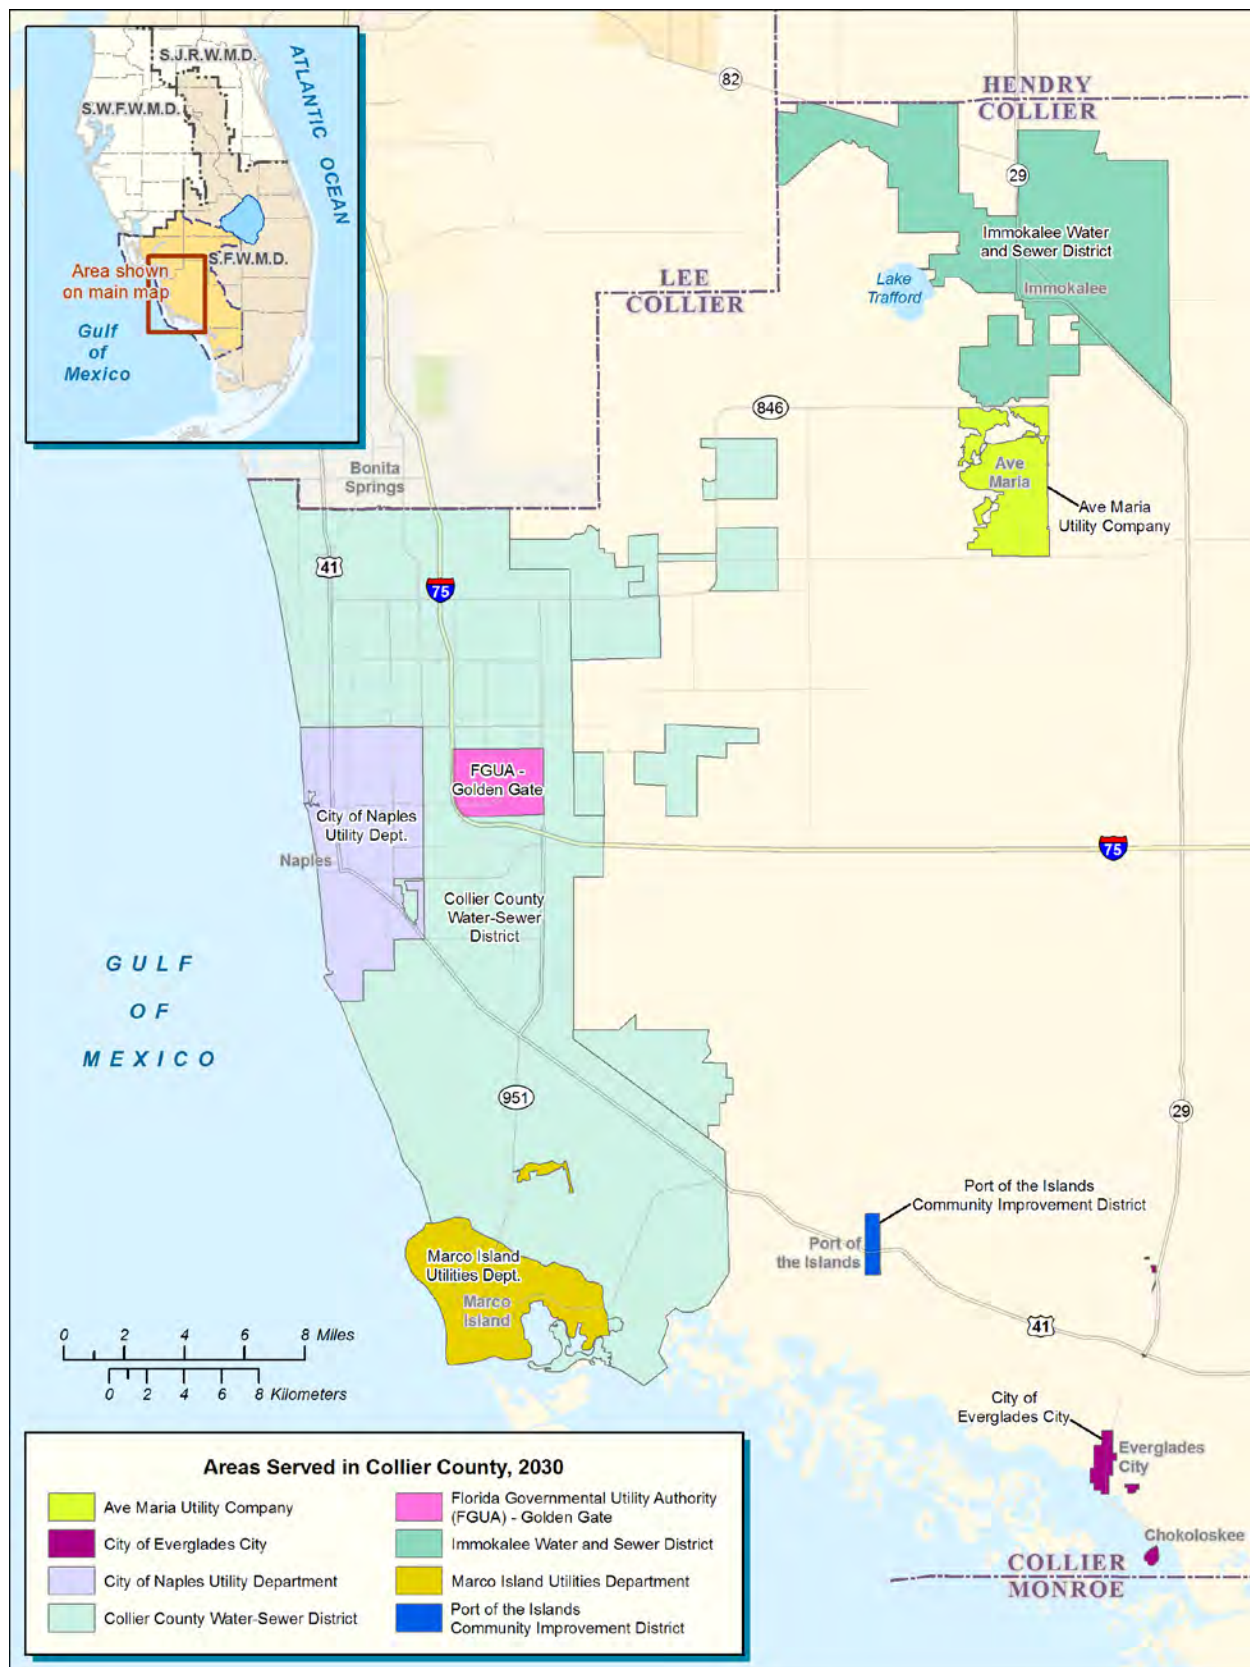 S.J.R.W.M.D.
S.W.F.W.M.D.
ATLANTIC OCEAN
S.F.W.M.D.
Area shown
on main map
Gulf
of
Mexico
82
HENDRY
COLLIER
29
Immokalee Water
and Sewer District
LEE
COLLIER
Lake
Trafford
Immokalee
846
Bonita
Springs
Ave
Maria
Ave Maria
Utility Company
41
75
FGUA -
Golden Gate
City of Naples
Utility Dept.
Naples
75
Collier County
Water-Sewer
District
GULF
OF
MEXICO
951
29
Port of the Islands
Community Improvement District
Port of
the Islands
Marco Island
Utilities Dept.
Marco
Island
41
0 2 4 6 8 Miles
0 2 4 6 8 Kilometers
City of
Everglades City
Everglades
City
Chokoloskee
COLLIER
MONROE
Areas Served in Collier County, 2030
Ave Maria Utility Company
City of Everglades City
City of Naples Utility Department
Collier County Water-Sewer District
Florida Governmental Utility Authority
(FGUA) - Golden Gate
Immokalee Water and Sewer District
Marco Island Utilities Department
Port of the Islands
Community Improvement District